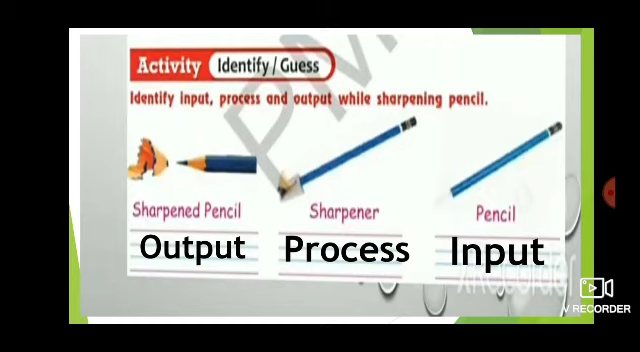 Activity Identify / Guess
Identify input, process and output while sharpening pencil.
Sharpened Pencil Sharpener Pencil
Output Process Input
XRecorder
V RECORDER